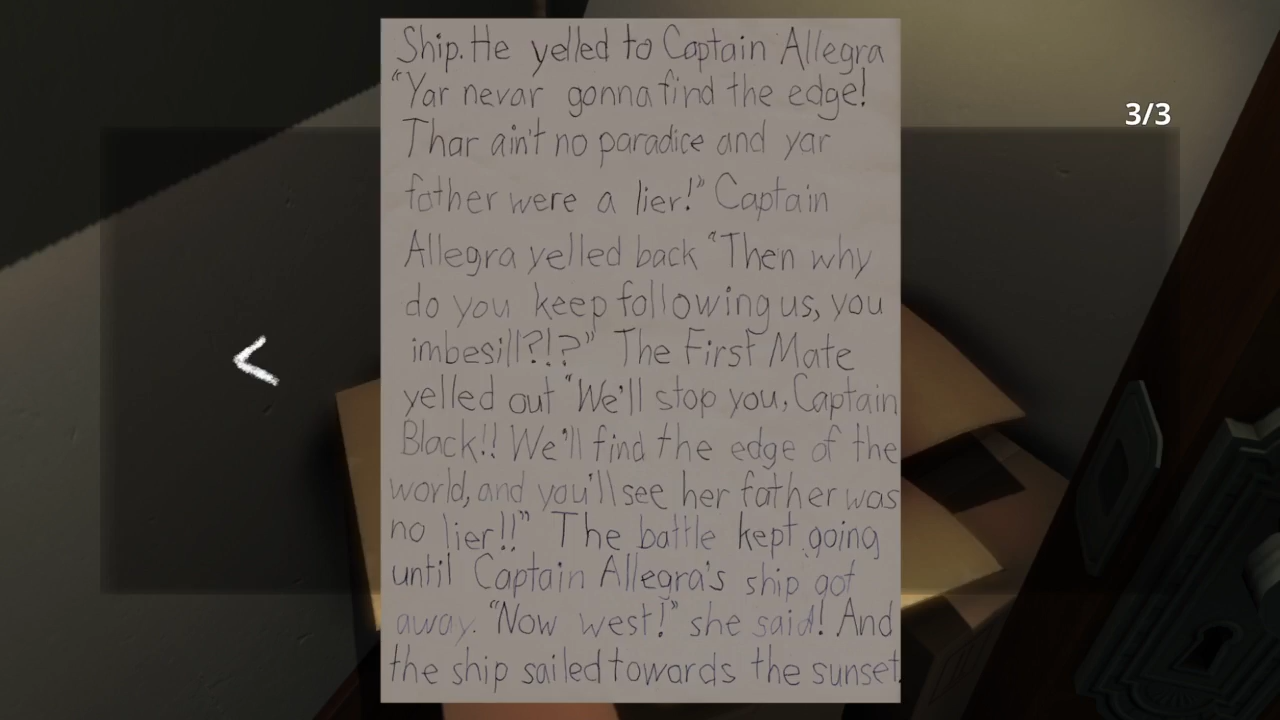 Ship. He yelled to Captain Allegra
"Yar nevar gonna find the edge!
3/3
Thar ain't no paradice and yar
father were a lier!" Captain
Allegra yelled back "Then why
do you keep following us, you
imbesill?!?" The First Mate
yelled out "We'll stop you, Captain
Black!! We'll find the edge of the
world, and you'll see her father was
no lier!!" The battle kept going
until Captain Allegra's ship got
away. "Now west!" she said! And
the ship sailed towards the sunset.